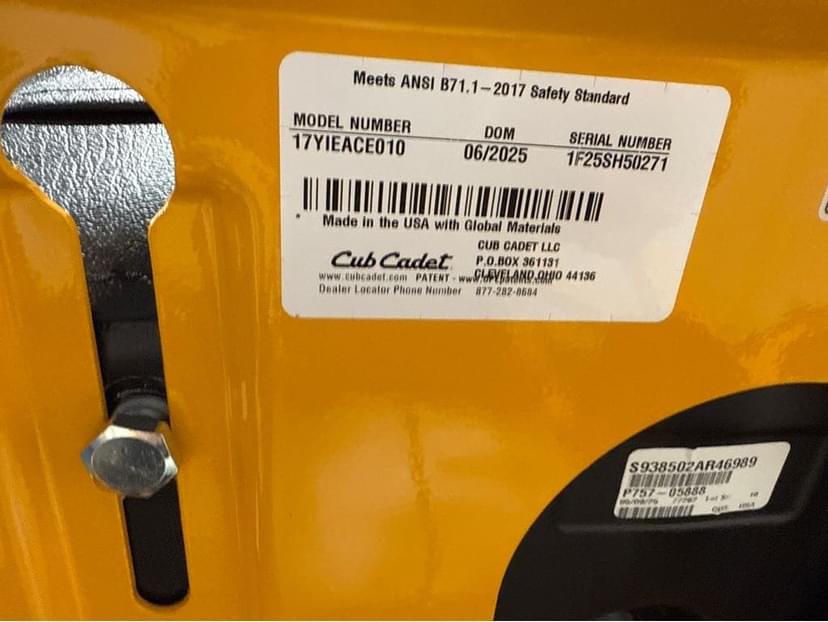 Meets ANSI B71.1-2017 Safety Standard
MODEL NUMBER DOM SERIAL NUMBER
17YIEACE010 06/2025 1F25SH50271
Made in the USA with Global Materials
CUB CADET LLC
Cub Cadet P.O.BOX 361131
CLEVELAND OHIO 44136
www.cubcadet.com PATENT -
Dealer Locator Phone Number 877-282-8684
S938502AR46989
P757-05888